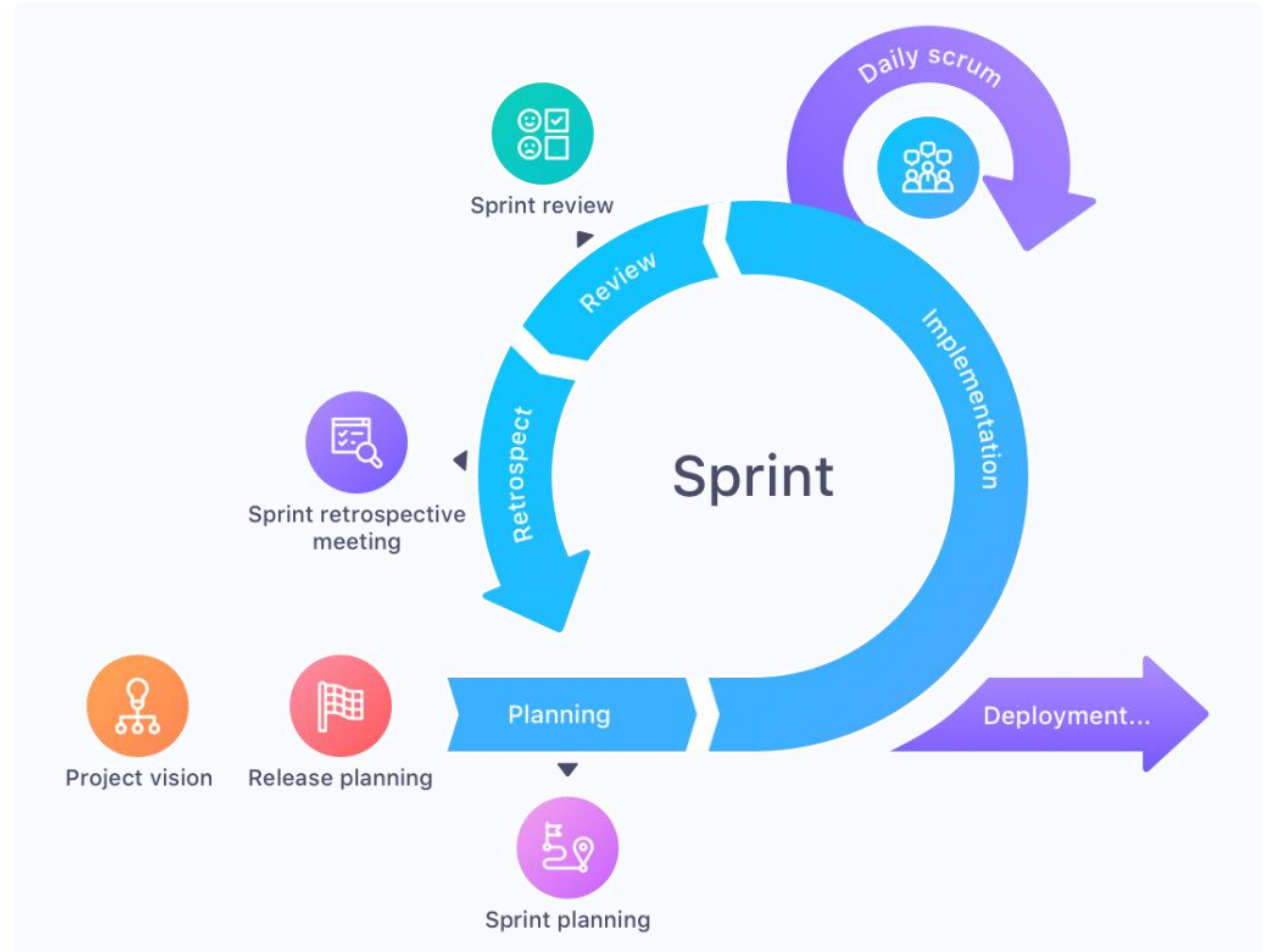 Daily scrum
Sprint review
Review
Implementation
Retrospect
Sprint
Sprint retrospective
meeting
Planning
Deployment...
Project vision
Release planning
Sprint planning